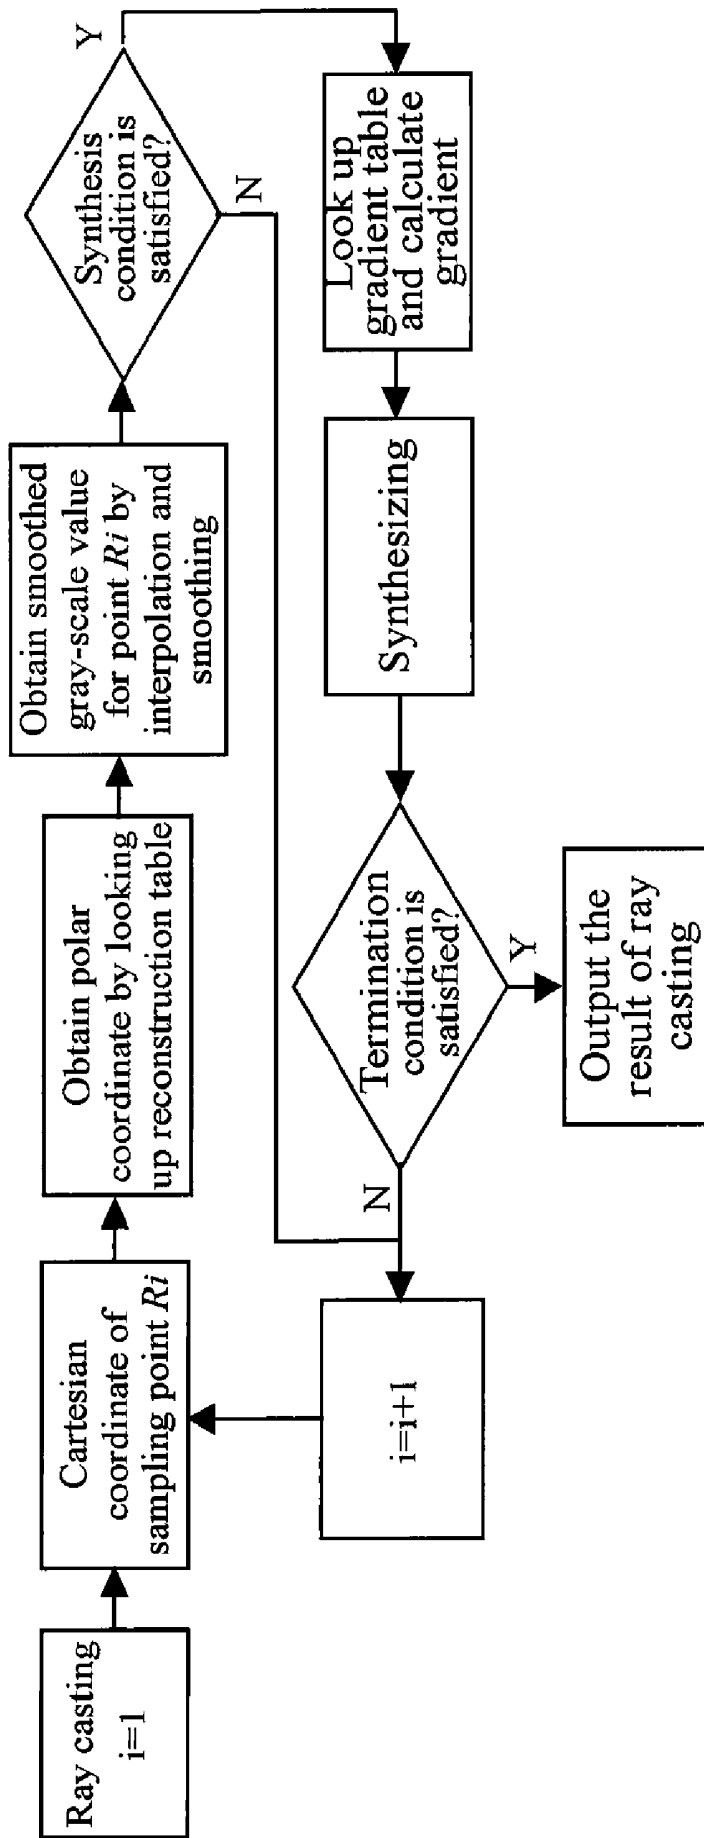 Ray casting
i=1
Cartesian
coordinate of
sampling point Ri
Obtain polar
coordinate by looking
up reconstruction table
Obtain smoothed
gray-scale value
for point Ri by
interpolation and
smoothing
Synthesis
condition is
satisfied?
Y
N
Look up
gradient table
and calculate
gradient
Synthesizing
Termination
condition is
satisfied?
N
Y
i=i+1
Output the
result of ray
casting